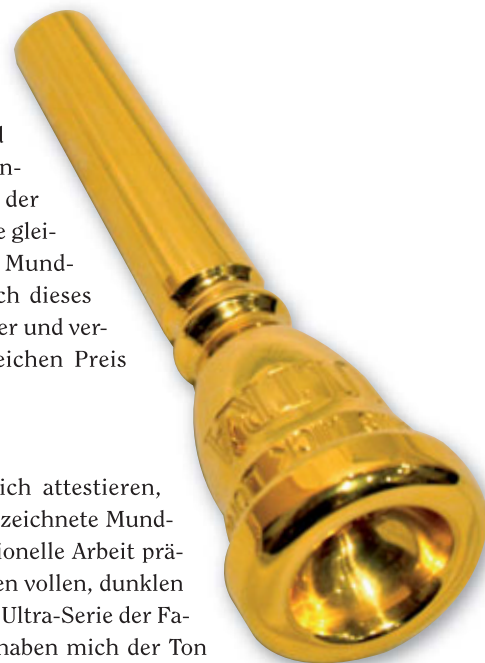 n-
der
e glei-
Mund-
ch dieses
er und ver-
eichen Preis
ich attestieren,
zeichnete Mund-
ionelle Arbeit prä-
en vollen, dunklen
Ultra-Serie der Fa-
haben mich der Ton
ULTRA